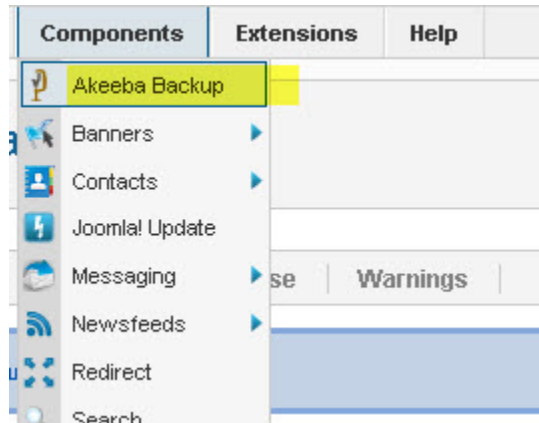 Components Extensions Help
Akeeba Backup
Banners
Contacts
Joomla! Update
Messaging
se Warnings
Newsfeeds
Redirect
Search